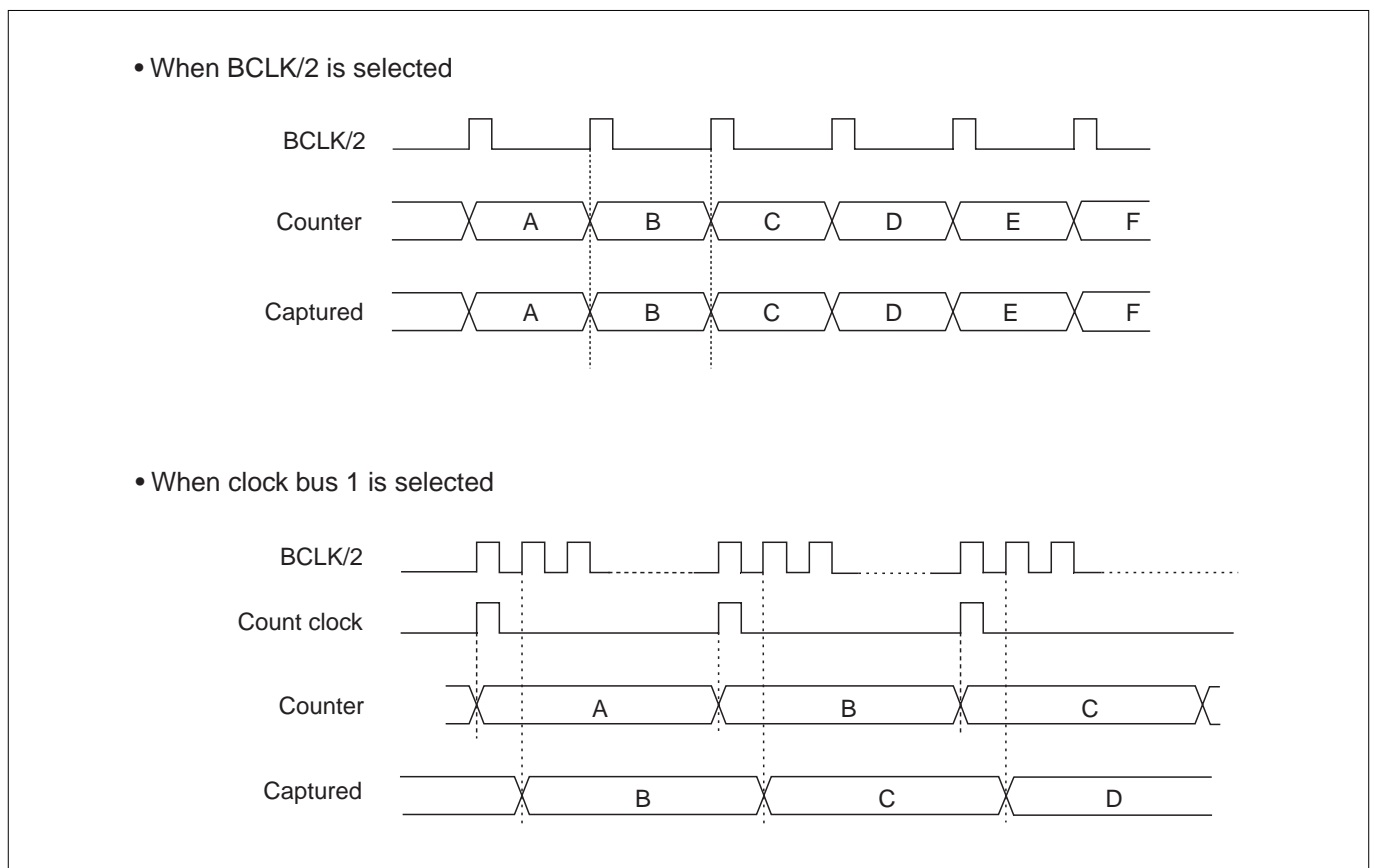 • When BCLK/2 is selected
BCLK/2
Counter A B C D E F
Captured A B C D E F
• When clock bus 1 is selected
BCLK/2
Count clock
Counter A B C
Captured B C D